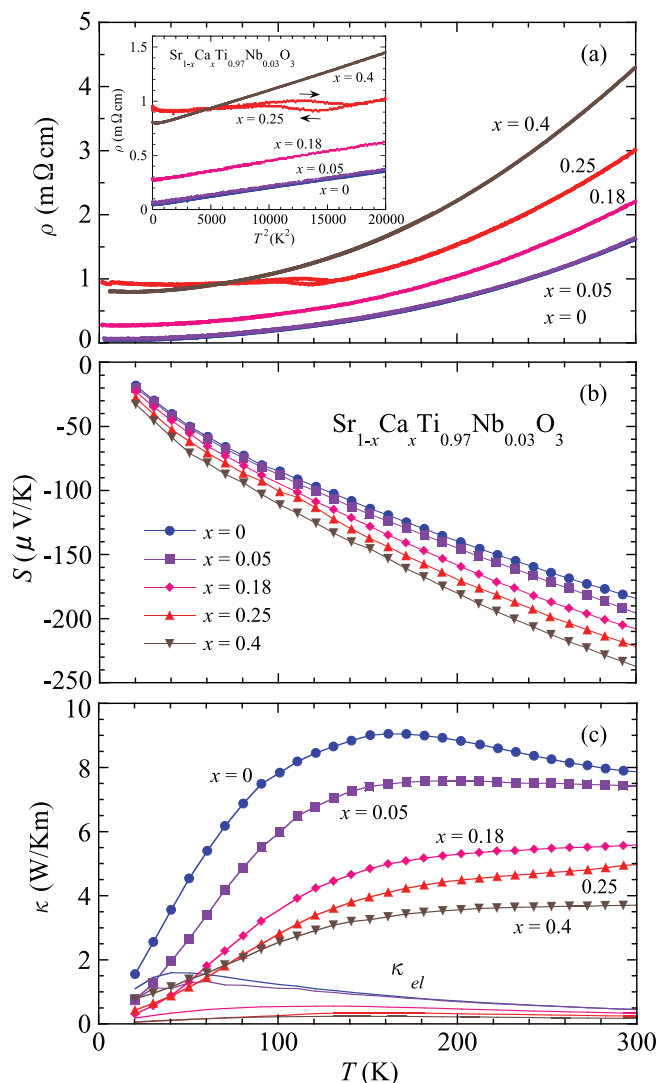 (a)
5
4
3
2
1
0
ρ (m Ω cm)
Sr1-xCaxTi0.97Nb0.03O3
1.5
1
0.5
0
ρ (m Ω cm)
x = 0.4
x = 0.25
x = 0.18
x = 0.05
x = 0
0 5000 10000 15000 20000
T2 (K2)
x = 0.4
0.25
0.18
x = 0.05
x = 0
(b)
0
-50
-100
-150
-200
-250
S (μ V/K)
Sr1-xCaxTi0.97Nb0.03O3
x = 0
x = 0.05
x = 0.18
x = 0.25
x = 0.4
(c)
10
8
6
4
2
0
κ (W/Km)
x = 0
x = 0.05
x = 0.18
0.25
x = 0.4
κel
0 100 200 300
T (K)